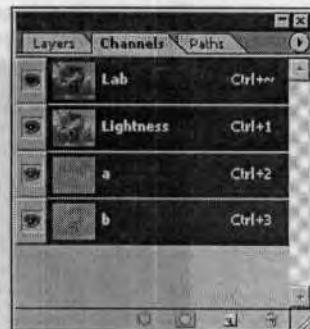 Layers Channels Paths
Lab Ctrl+~
Lightness Ctrl+1
a Ctrl+2
b Ctrl+3